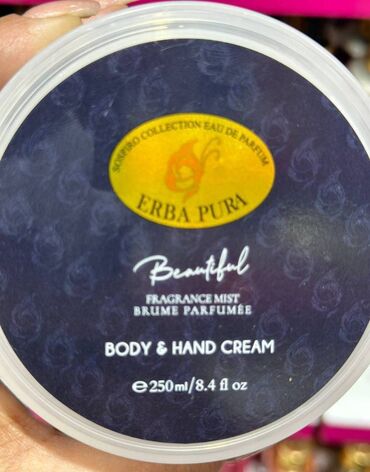 SOSPIRO COLLECTION EAU DE PARFUM
ERBA PURA
Beautiful
FRAGRANCE MIST
BRUME PARFUMÉE
BODY & HAND CREAM
℮250ml/8.4 fl oz